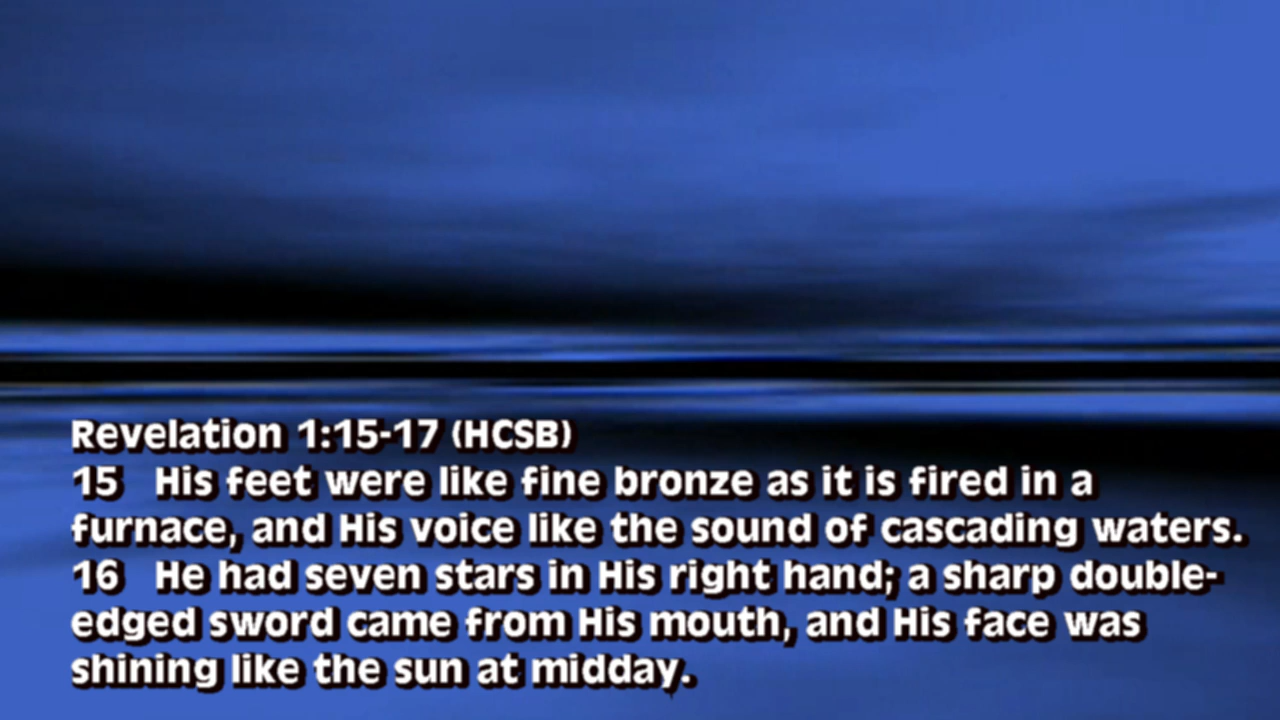 Revelation 1:15-17 (HCSB)
15 His feet were like fine bronze as it is fired in a
furnace, and His voice like the sound of cascading waters.
16 He had seven stars in His right hand; a sharp double-
edged sword came from His mouth, and His face was
shining like the sun at midday.